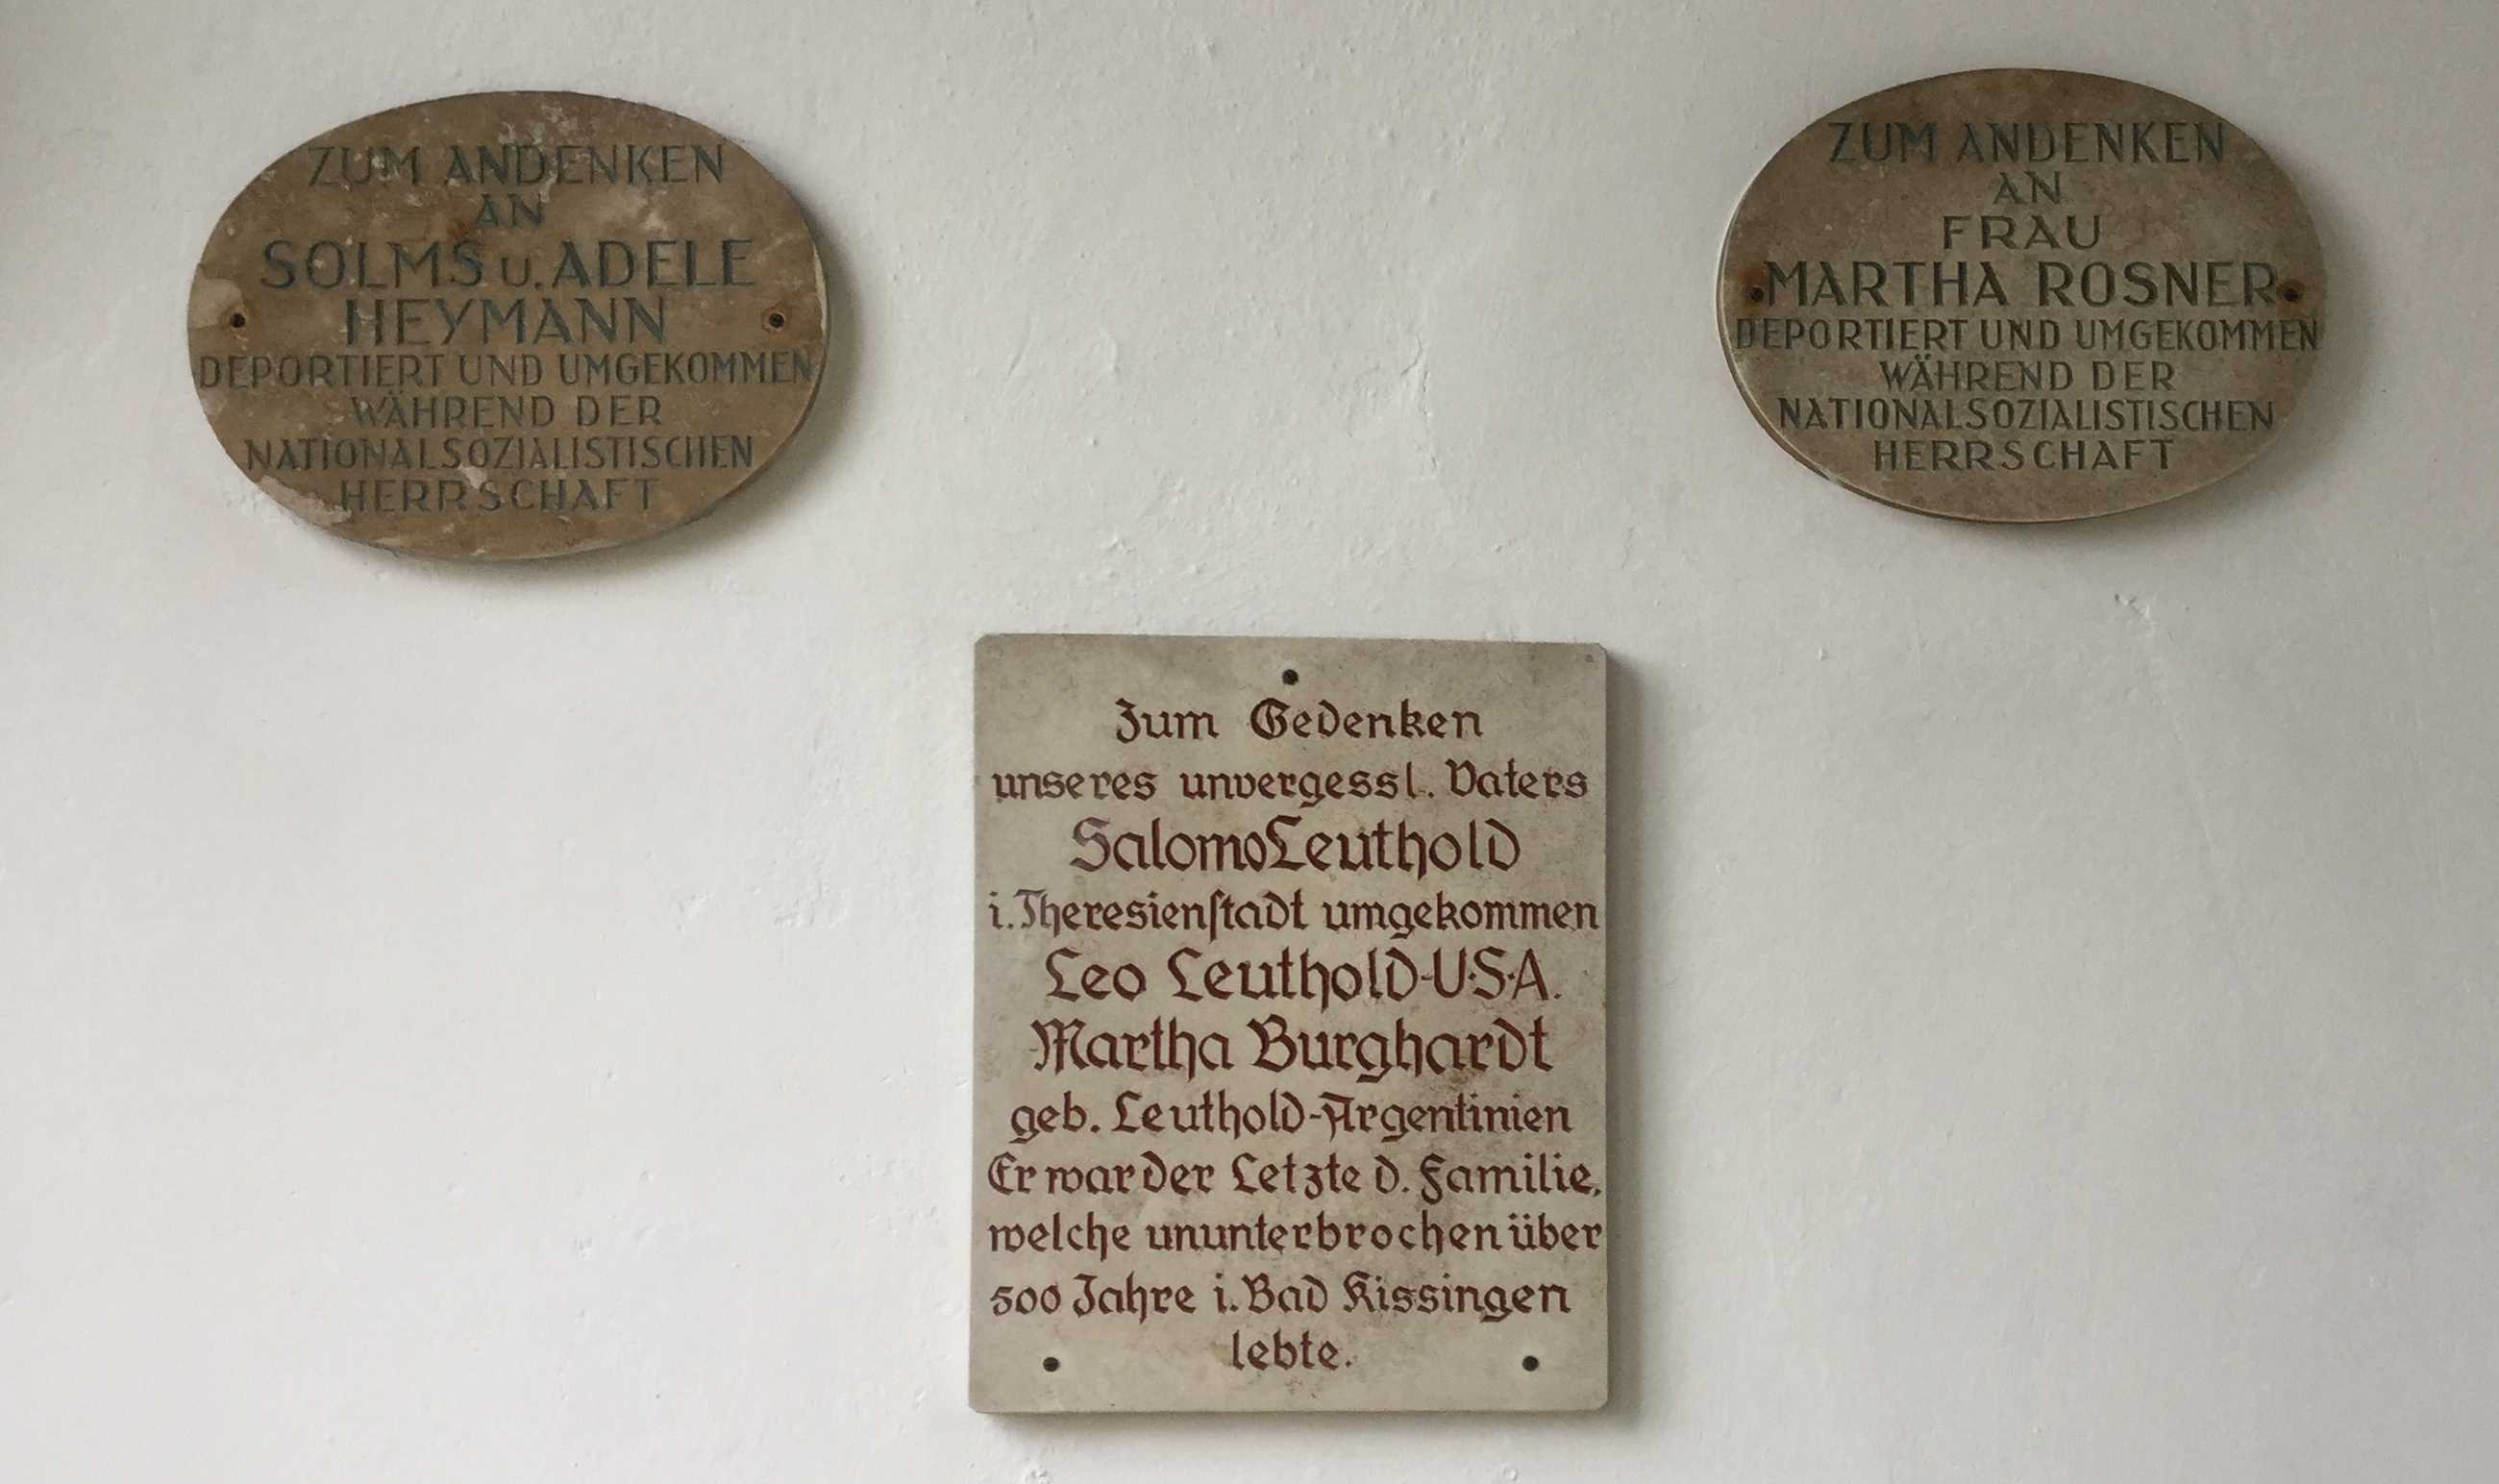 ZUM ANDENKEN
AN
SOLMS U. ADELE
HEYMANN
DEPORTIERT UND UMGEKOMMEN
WÄHREND DER
NATIONALSOZIALISTISCHEN
HERRSCHAFT
ZUM ANDENKEN
AN
FRAU
MARTHA ROSNER
DEPORTIERT UND UMGEKOMMEN
WÄHREND DER
NATIONALSOZIALISTISCHEN
HERRSCHAFT
Zum Gedenken
unseres unvergessl. Vaters
Salomo Leuthold
i. Theresienſtadt umgekommen
Leo Leuthold-U·S·A.
Martha Burghardt
geb. Leuthold-Argentinien
Er war der Letzte d. Familie,
welche ununterbrochen über
500 Jahre i. Bad Kissingen
lebte.